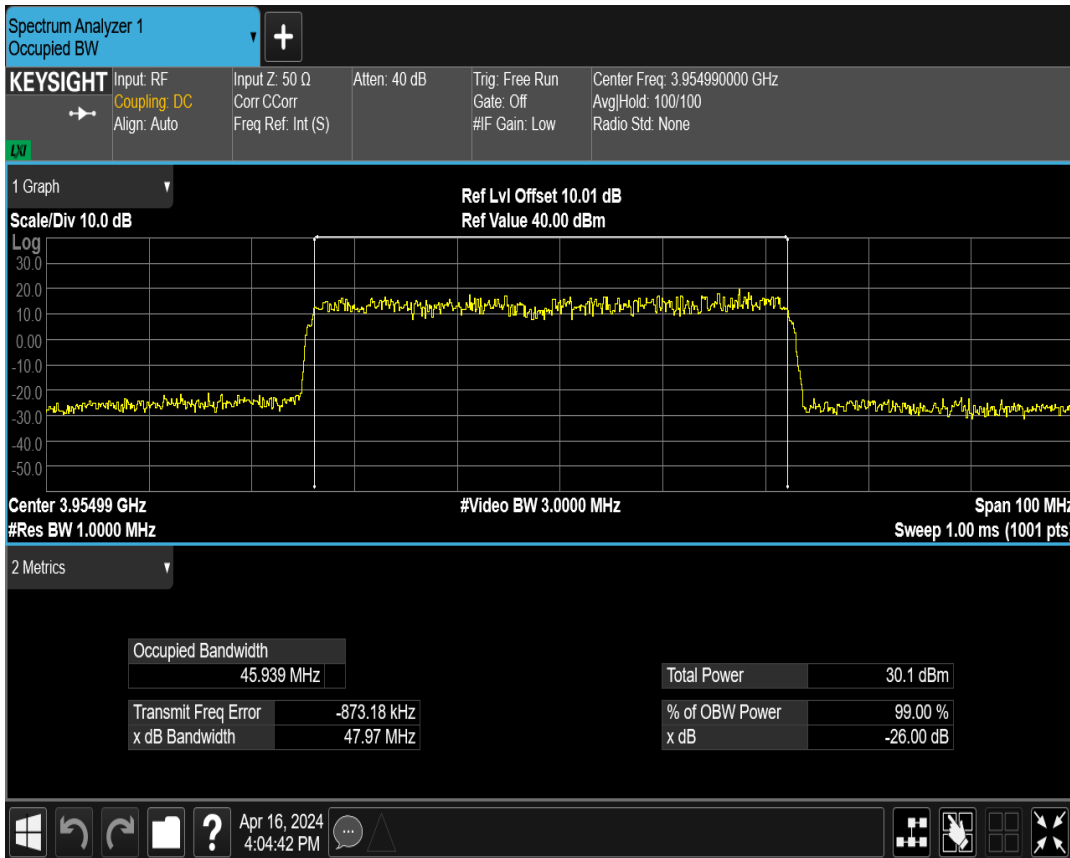 Spectrum Analyzer 1
Occupied BW
+
KEYSIGHT
LXI
Input: RF
Coupling: DC
Align: Auto
Input Z: 50 Ω
Corr CCorr
Freq Ref: Int (S)
Atten: 40 dB
Trig: Free Run
Gate: Off
#IF Gain: Low
Center Freq: 3.954990000 GHz
Avg|Hold: 100/100
Radio Std: None
1 Graph
Scale/Div 10.0 dB
Ref Lvl Offset 10.01 dB
Ref Value 40.00 dBm
Log
30.0
20.0
10.0
0.00
-10.0
-20.0
-30.0
-40.0
-50.0
Center 3.95499 GHz
#Res BW 1.0000 MHz
#Video BW 3.0000 MHz
Span 100 MHz
Sweep 1.00 ms (1001 pts)
2 Metrics
Occupied Bandwidth
45.939 MHz
Transmit Freq Error -873.18 kHz
x dB Bandwidth 47.97 MHz
Total Power 30.1 dBm
% of OBW Power 99.00 %
x dB -26.00 dB
?
Apr 16, 2024
4:04:42 PM